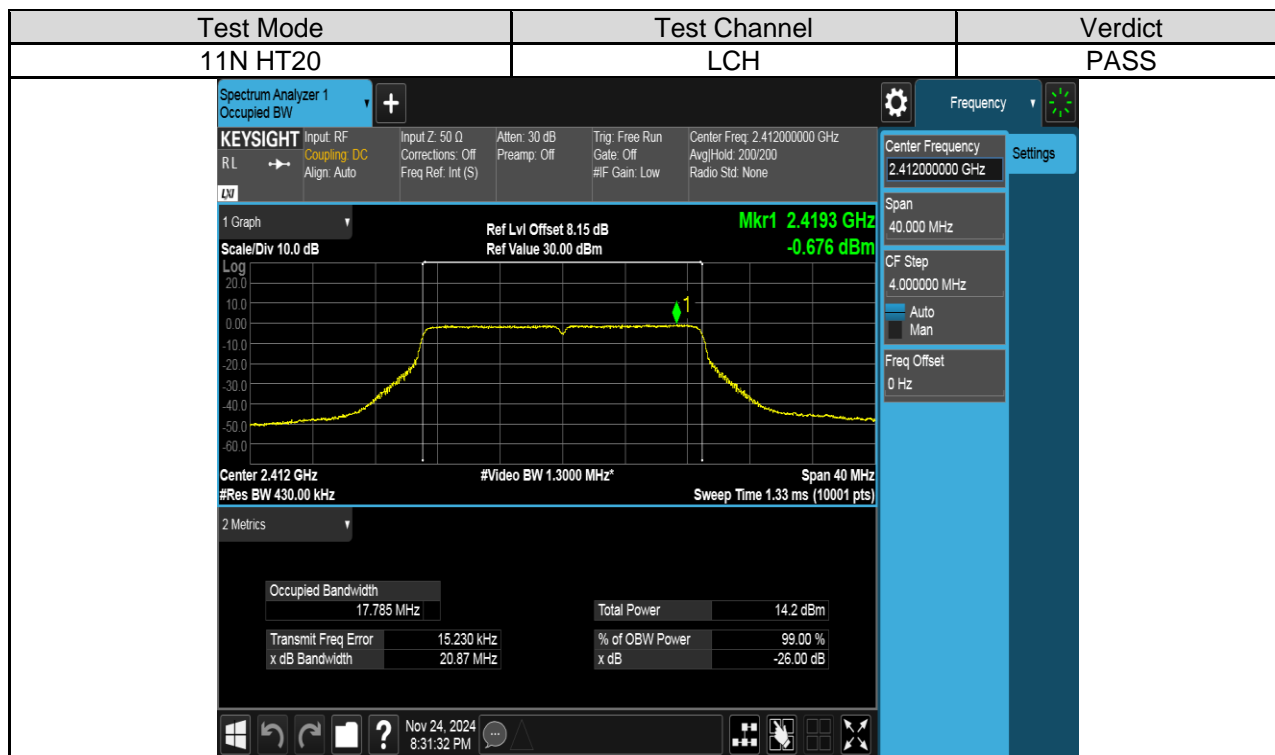 Test Mode Test Channel Verdict
11N HT20 LCH PASS
Spectrum Analyzer 1
Occupied BW
+
Frequency
KEYSIGHT Input: RF Input Z: 50 Ω Atten: 30 dB Trig: Free Run Center Freq: 2.412000000 GHz
RL Coupling: DC Corrections: Off Preamp: Off Gate: Off Avg|Hold: 200/200
Align: Auto Freq Ref: Int (S) #IF Gain: Low Radio Std: None
LXI
Center Frequency
2.412000000 GHz
Settings
Span
40.000 MHz
CF Step
4.000000 MHz
Auto
Man
Freq Offset
0 Hz
1 Graph
Ref Lvl Offset 8.15 dB
Mkr1 2.4193 GHz
Scale/Div 10.0 dB
Ref Value 30.00 dBm
-0.676 dBm
Log
20.0
10.0
0.00
-10.0
-20.0
-30.0
-40.0
-50.0
-60.0
1
Center 2.412 GHz #Video BW 1.3000 MHz* Span 40 MHz
#Res BW 430.00 kHz Sweep Time 1.33 ms (10001 pts)
2 Metrics
Occupied Bandwidth
17.785 MHz
Total Power 14.2 dBm
Transmit Freq Error 15.230 kHz
% of OBW Power 99.00 %
x dB Bandwidth 20.87 MHz
x dB -26.00 dB
?
Nov 24, 2024
8:31:32 PM